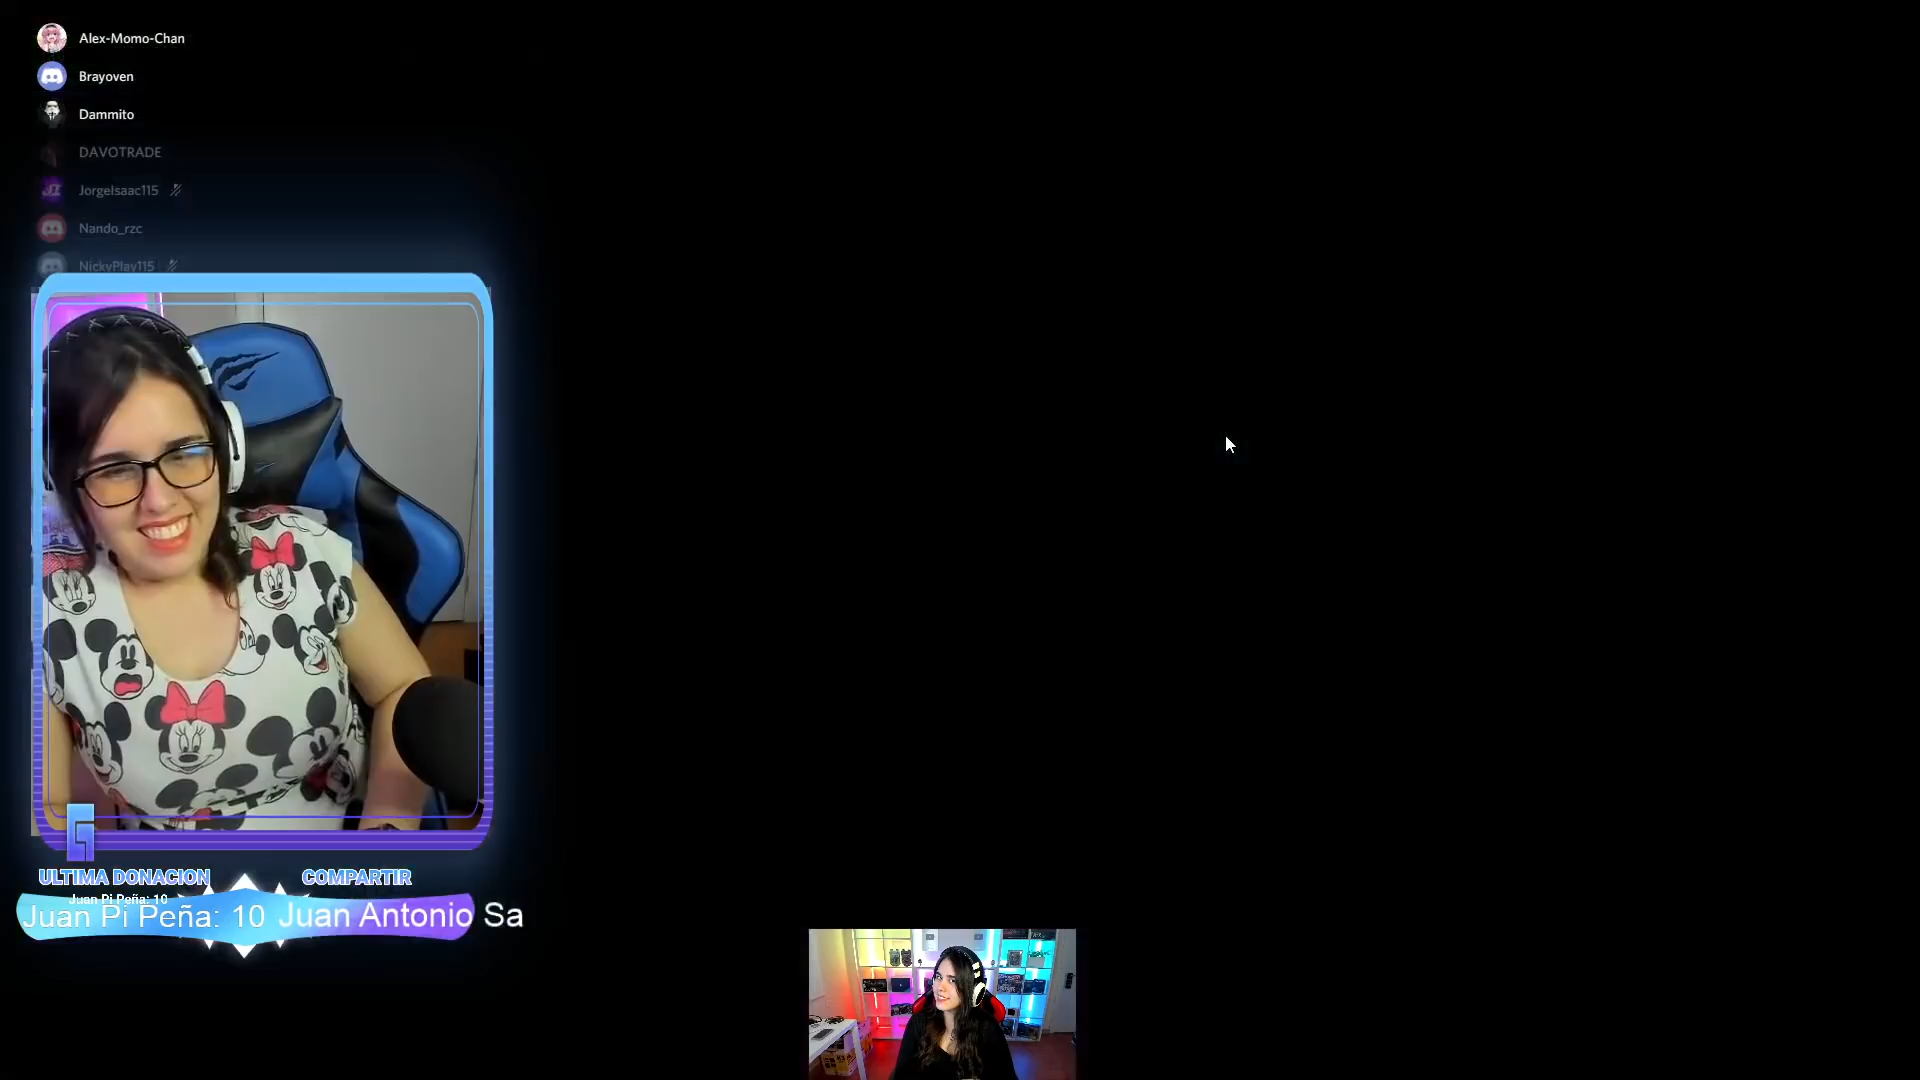 Alex-Momo-Chan
Brayoven
Dammito
DAVOTRADE
JorgeIsaac115
Nando_rzc
NickyPlay115
ULTIMA DONACION
COMPARTIR
Juan Pi Peña: 10
Juan Pi Peña: 10 Juan Antonio Sa